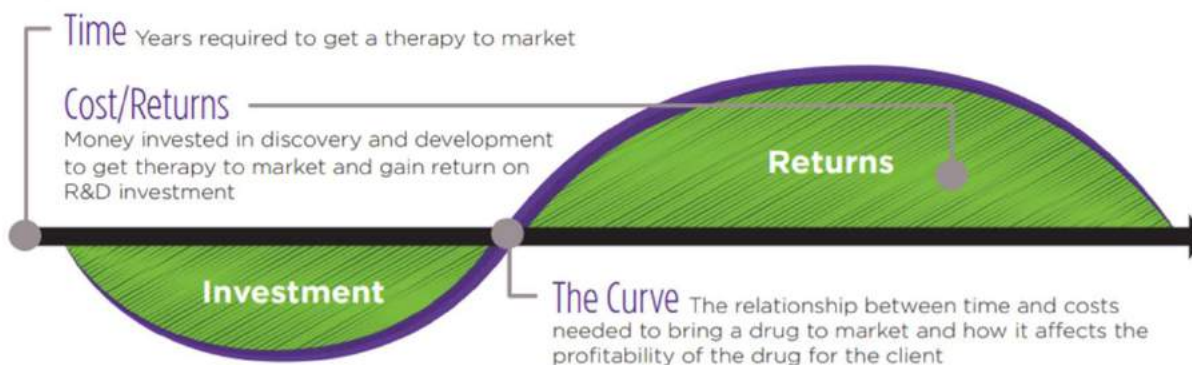 Time Years required to get a therapy to market
Cost/Returns
Money invested in discovery and development
to get therapy to market and gain return on
R&D investment
Returns
Investment
The Curve The relationship between time and costs
needed to bring a drug to market and how it affects the
profitability of the drug for the client